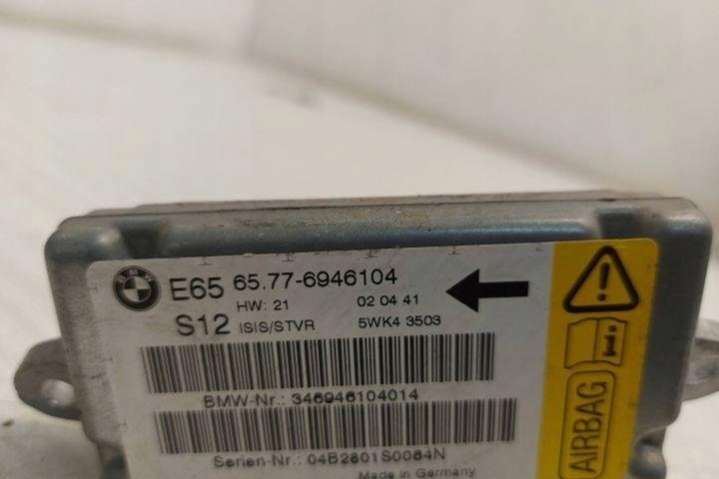 E65 65.77-6946104
HW: 21 02 04 41
S12 ISIS/STVR 5WK4 3503
BMW-Nr.: 346946104014
Serien-Nr.: 04B2801S0084N
Made in Germany
AIRBAG